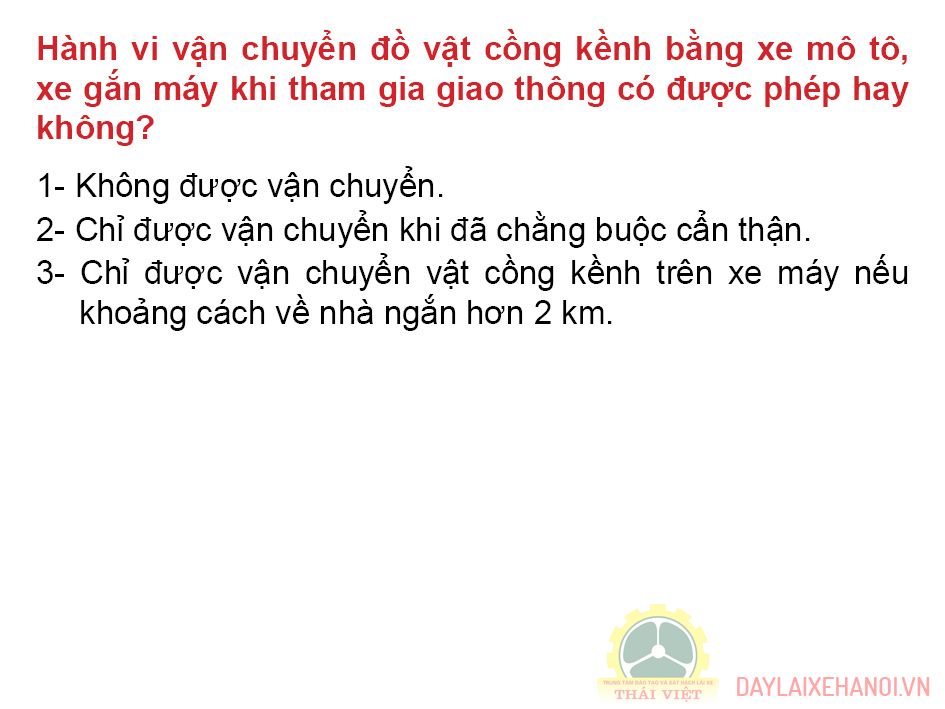 Hành vi vận chuyển đồ vật cồng kềnh bằng xe mô tô,
xe gắn máy khi tham gia giao thông có được phép hay
không?
1- Không được vận chuyển.
2- Chỉ được vận chuyển khi đã chằng buộc cẩn thận.
3- Chỉ được vận chuyển vật cồng kềnh trên xe máy nếu
khoảng cách về nhà ngắn hơn 2 km.
TRUNG TÂM ĐÀO TẠO VÀ SÁT HẠCH LÁI XE
THÁI VIỆT
DAYLAIXEHANOI.VN